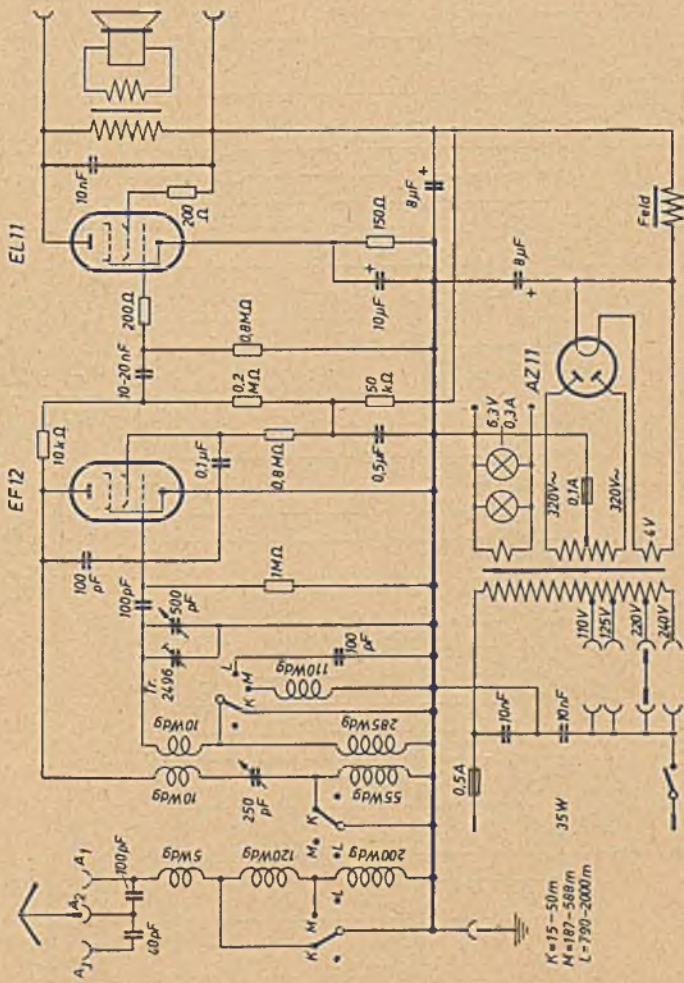 EF12
EL11
A3
A2
A1
60pF
100pF
5Wdg
120Wdg
200Wdg
K
M
L
10Wdg
250
pF
55Wdg
K
M
L
10Wdg
285Wdg
Tr.
2496
500
pF
K
M
L
110Wdg
100
pF
100pF
100
pF
1MΩ
10kΩ
0,1µF
0,8MΩ
0,5µF
0,2
MΩ
50
kΩ
10-20nF
0,8MΩ
200Ω
10µF
+
150Ω
200
Ω
10nF
8µF
+
8µF
+
Feld
K=15-50m
M=187-588m
L=790-2000m
35W
0,5A
10nF
10nF
110V
125V
220V
240V
6,3V
0,3A
320V~
0,1A
320V~
4V
AZ11